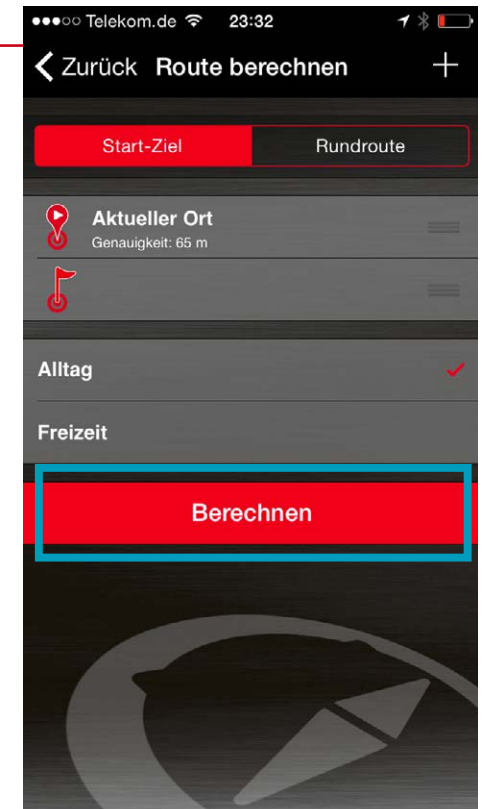 Telekom.de 23:32
Zurück Route berechnen
Start-Ziel Rundroute
Aktueller Ort
Genauigkeit: 65 m
Alltag
Freizeit
Berechnen